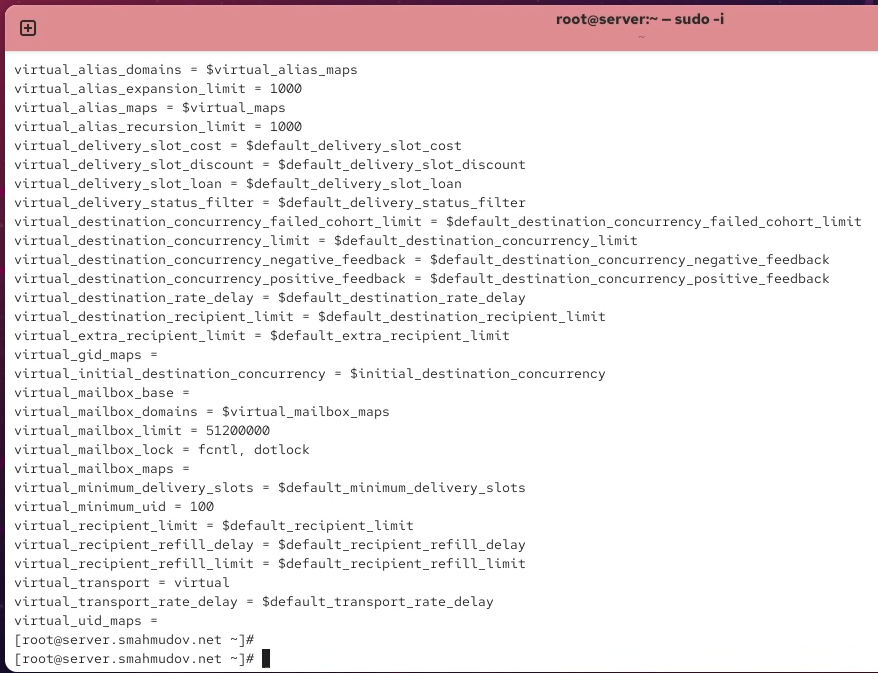 root@server:~ — sudo -i
~
virtual_alias_domains = $virtual_alias_maps
virtual_alias_expansion_limit = 1000
virtual_alias_maps = $virtual_maps
virtual_alias_recursion_limit = 1000
virtual_delivery_slot_cost = $default_delivery_slot_cost
virtual_delivery_slot_discount = $default_delivery_slot_discount
virtual_delivery_slot_loan = $default_delivery_slot_loan
virtual_delivery_status_filter = $default_delivery_status_filter
virtual_destination_concurrency_failed_cohort_limit = $default_destination_concurrency_failed_cohort_limit
virtual_destination_concurrency_limit = $default_destination_concurrency_limit
virtual_destination_concurrency_negative_feedback = $default_destination_concurrency_negative_feedback
virtual_destination_concurrency_positive_feedback = $default_destination_concurrency_positive_feedback
virtual_destination_rate_delay = $default_destination_rate_delay
virtual_destination_recipient_limit = $default_destination_recipient_limit
virtual_extra_recipient_limit = $default_extra_recipient_limit
virtual_gid_maps =
virtual_initial_destination_concurrency = $initial_destination_concurrency
virtual_mailbox_base =
virtual_mailbox_domains = $virtual_mailbox_maps
virtual_mailbox_limit = 51200000
virtual_mailbox_lock = fcntl, dotlock
virtual_mailbox_maps =
virtual_minimum_delivery_slots = $default_minimum_delivery_slots
virtual_minimum_uid = 100
virtual_recipient_limit = $default_recipient_limit
virtual_recipient_refill_delay = $default_recipient_refill_delay
virtual_recipient_refill_limit = $default_recipient_refill_limit
virtual_transport = virtual
virtual_transport_rate_delay = $default_transport_rate_delay
virtual_uid_maps =
[root@server.smahmudov.net ~]#
[root@server.smahmudov.net ~]#